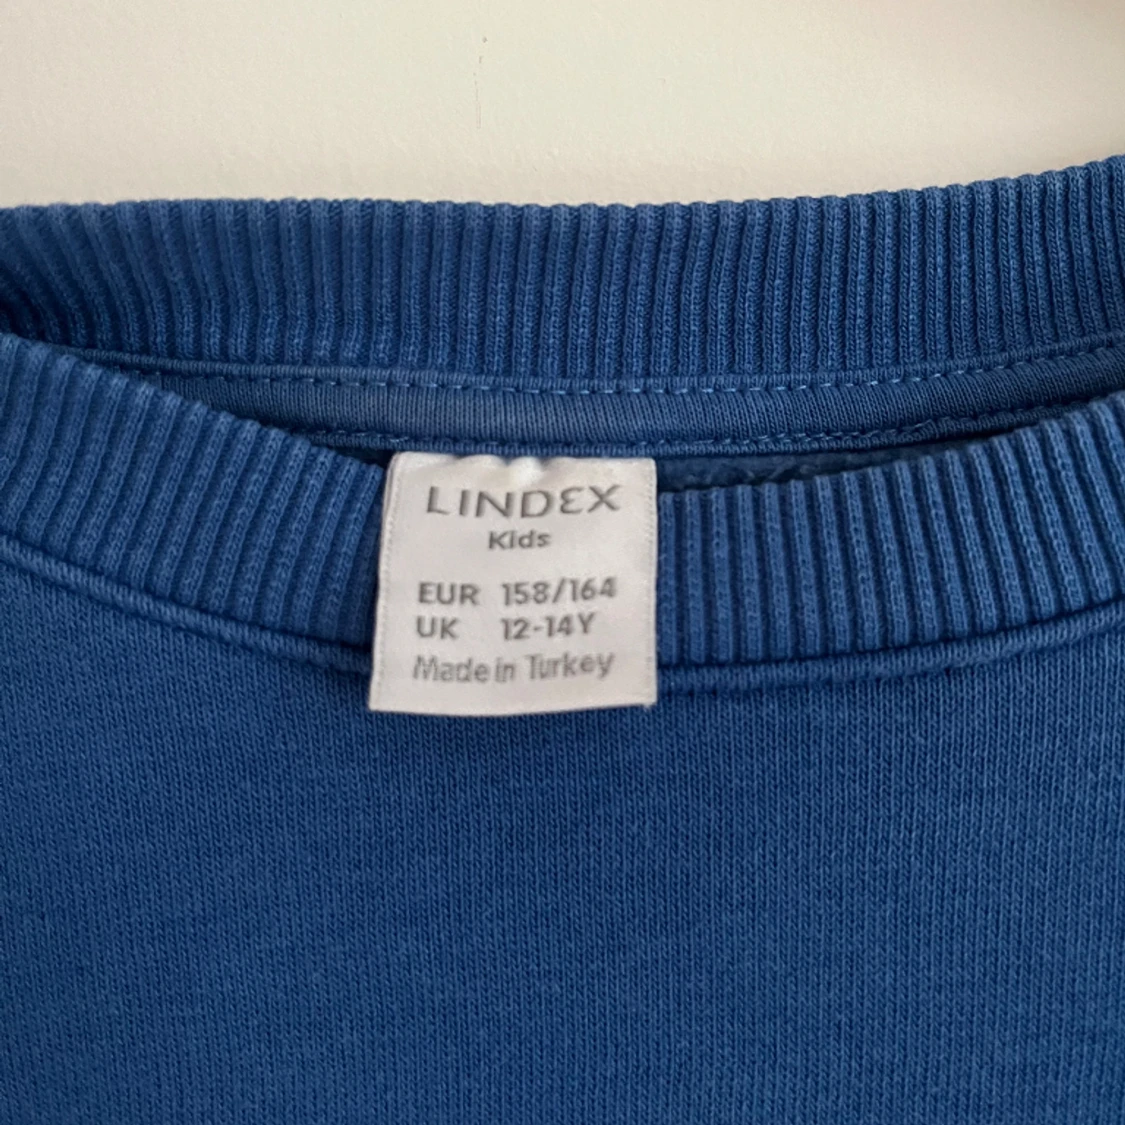 LINDEX
Kids
EUR 158/164
UK 12-14Y
Made in Turkey